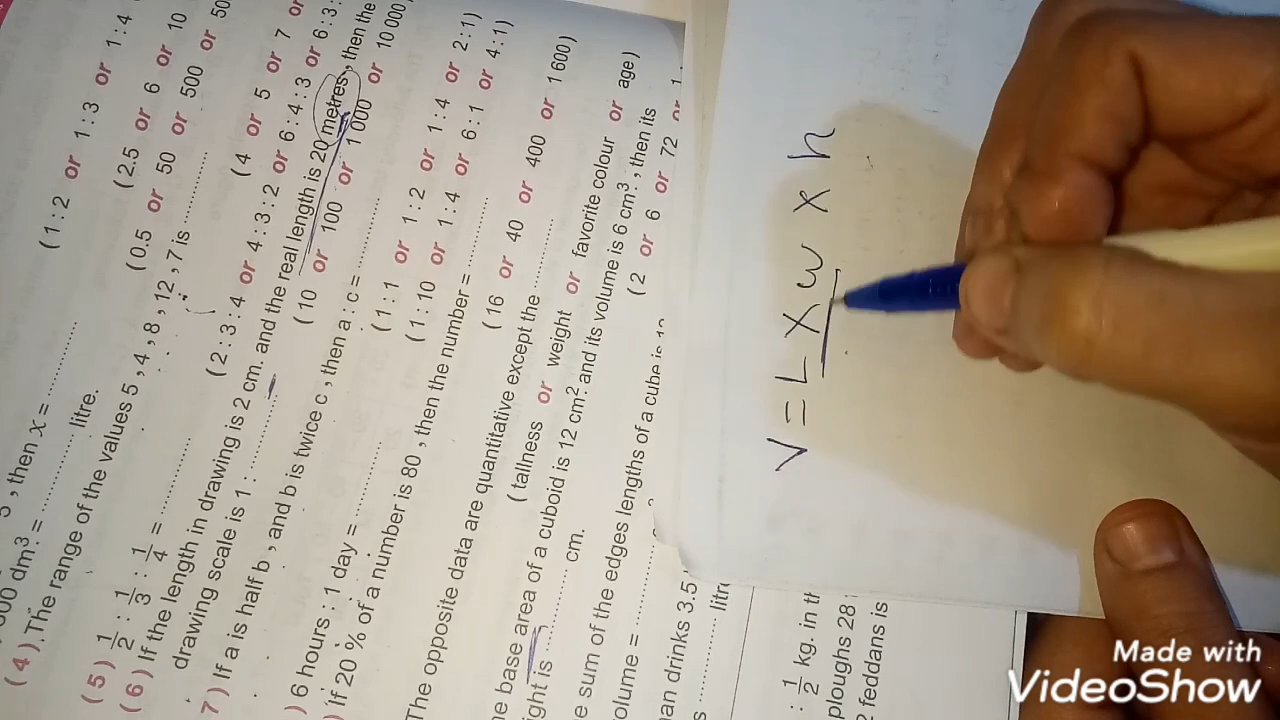 5, then x = ..........
(1 : 2 or 1 : 3 or 1 : 4
000 dm³. = .......... litre.
(2.5 or 25 or 6 or 10
(4) The range of the values 5 , 4 , 8 , 12 , 7 is ..........
(0.5 or 50 or 500 or 50
(4 or 5 or 7 or
(5) 1/2 : 1/3 : 1/4 = ..........
(2 : 3 : 4 or 4 : 3 : 2 or 6 : 4 : 3 or 6 : 3 :
(6) If the length in drawing is 2 cm. and the real length is 20 metres , then the
drawing scale is 1 : ..........
(10 or 100 or 1 000 or 10 000
7) If a is half b , and b is twice c , then a : c = ..........
(1 : 1 or 1 : 2 or 1 : 4 or 2 : 1)
) 6 hours : 1 day = ..........
(1 : 10 or 1 : 4 or 6 : 1 or 4 : 1)
) If 20 % of a number is 80 , then the number = ..........
(16 or 40 or 400 or 1 600)
The opposite data are quantitative except the ..........
(tallness or weight or favorite colour or age)
he base area of a cuboid is 12 cm². and its volume is 6 cm³. , then its
ight is .......... cm.
(2 or 6 or 72 or 1
e sum of the edges lengths of a cube is
olume = ..........
an drinks 3.5
s .......... litre
: 1/2 kg. in th
ploughs 28
feddans is
V = L X w x h
Made with
VideoShow